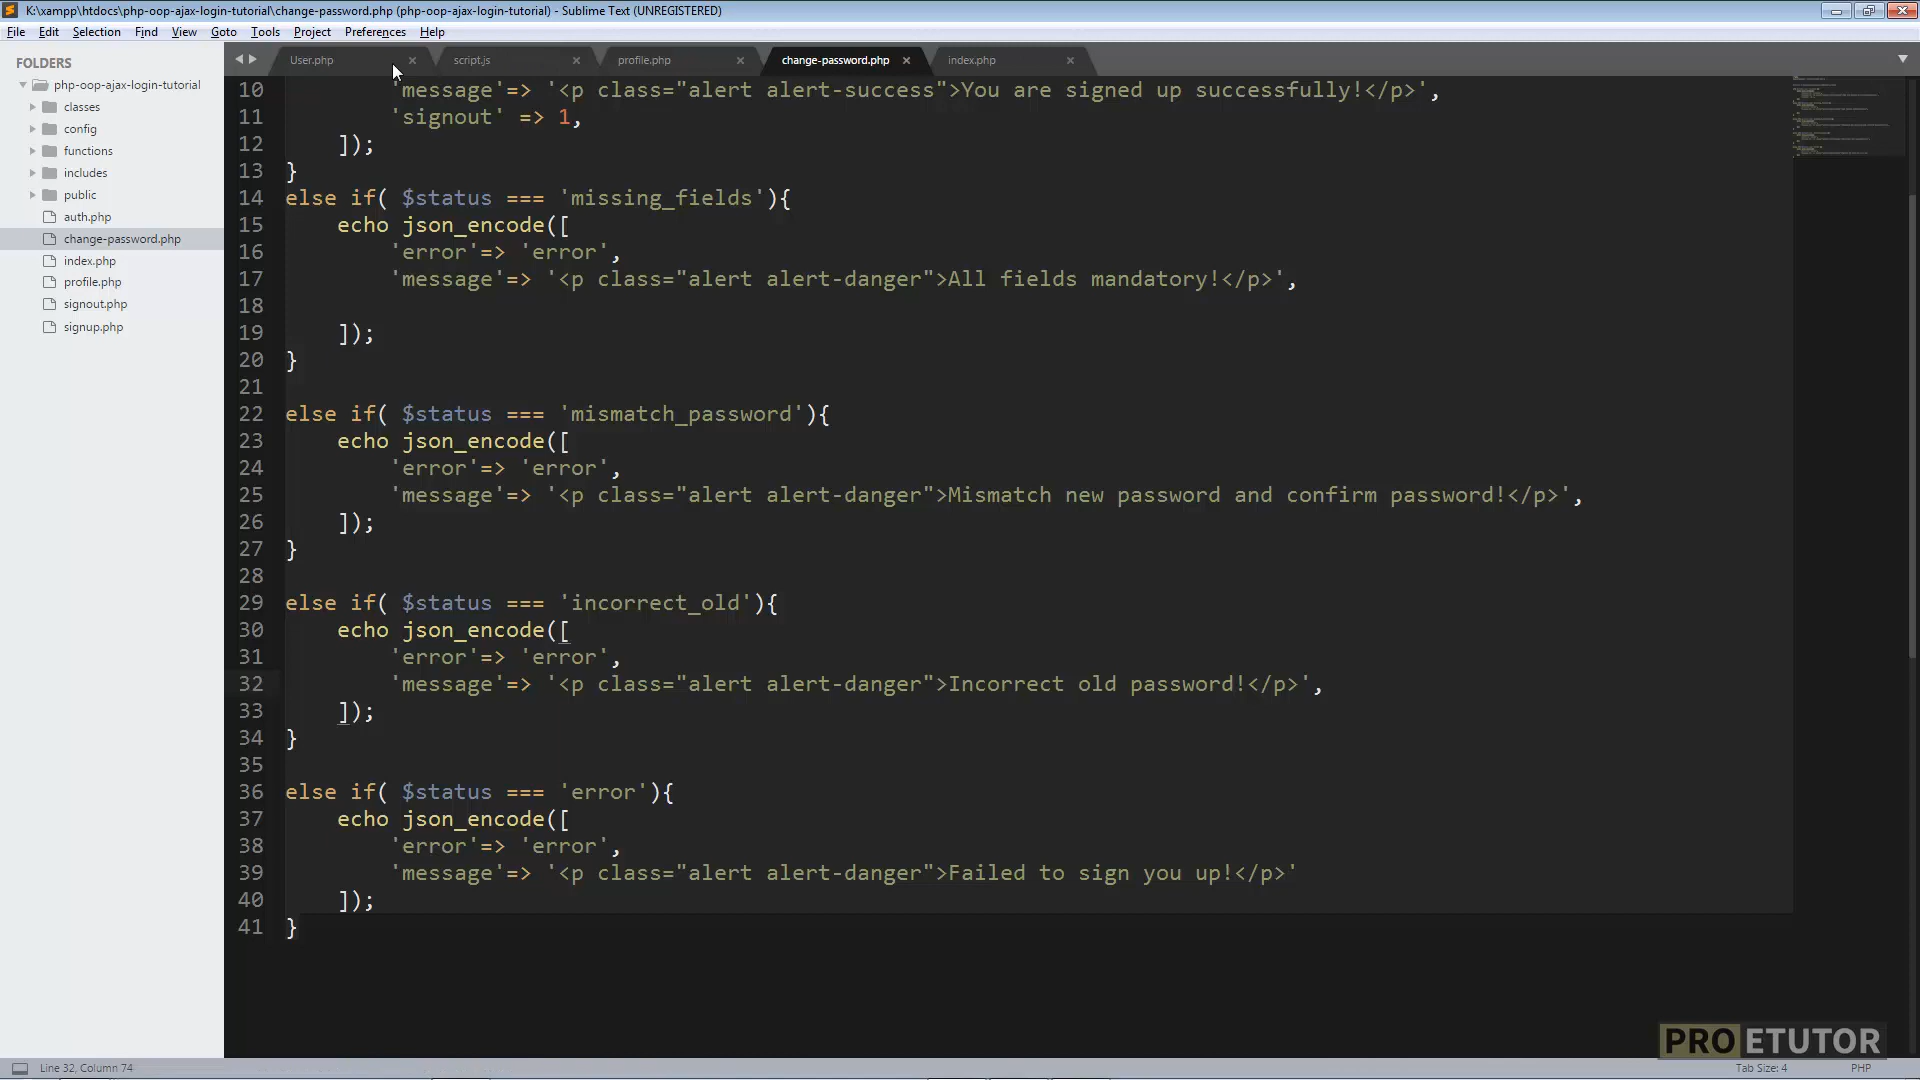 K:\xampp\htdocs\php-oop-ajax-login-tutorial\change-password.php (php-oop-ajax-login-tutorial) - Sublime Text (UNREGISTERED)
File Edit Selection Find View Goto Tools Project Preferences Help
FOLDERS
php-oop-ajax-login-tutorial
classes
config
functions
includes
public
auth.php
change-password.php
index.php
profile.php
signout.php
signup.php
User.php script.js profile.php change-password.php index.php
10 'message'=> '<p class="alert alert-success">You are signed up successfully!</p>',
11 'signout' => 1,
12 ]);
13 }
14 else if( $status === 'missing_fields'){
15 echo json_encode([
16 'error'=> 'error',
17 'message'=> '<p class="alert alert-danger">All fields mandatory!</p>',
18
19 ]);
20 }
21
22 else if( $status === 'mismatch_password'){
23 echo json_encode([
24 'error'=> 'error',
25 'message'=> '<p class="alert alert-danger">Mismatch new password and confirm password!</p>',
26 ]);
27 }
28
29 else if( $status === 'incorrect_old'){
30 echo json_encode([
31 'error'=> 'error',
32 'message'=> '<p class="alert alert-danger">Incorrect old password!</p>',
33 ]);
34 }
35
36 else if( $status === 'error'){
37 echo json_encode([
38 'error'=> 'error',
39 'message'=> '<p class="alert alert-danger">Failed to sign you up!</p>'
40 ]);
41 }
PROETUTOR
Line 32, Column 74 Tab Size: 4 PHP